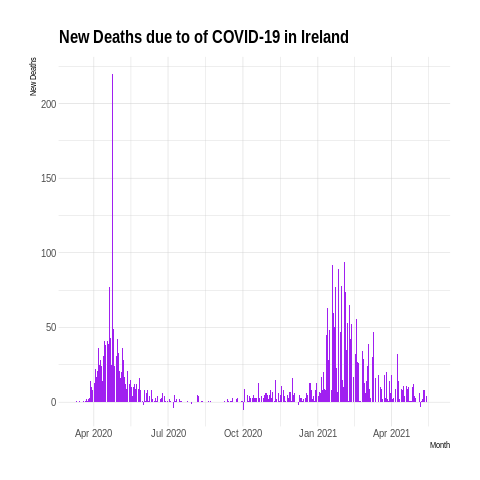 New Deaths due to of COVID-19 in Ireland
New Deaths
200
150
100
50
0
Apr 2020 Jul 2020 Oct 2020 Jan 2021 Apr 2021
Month